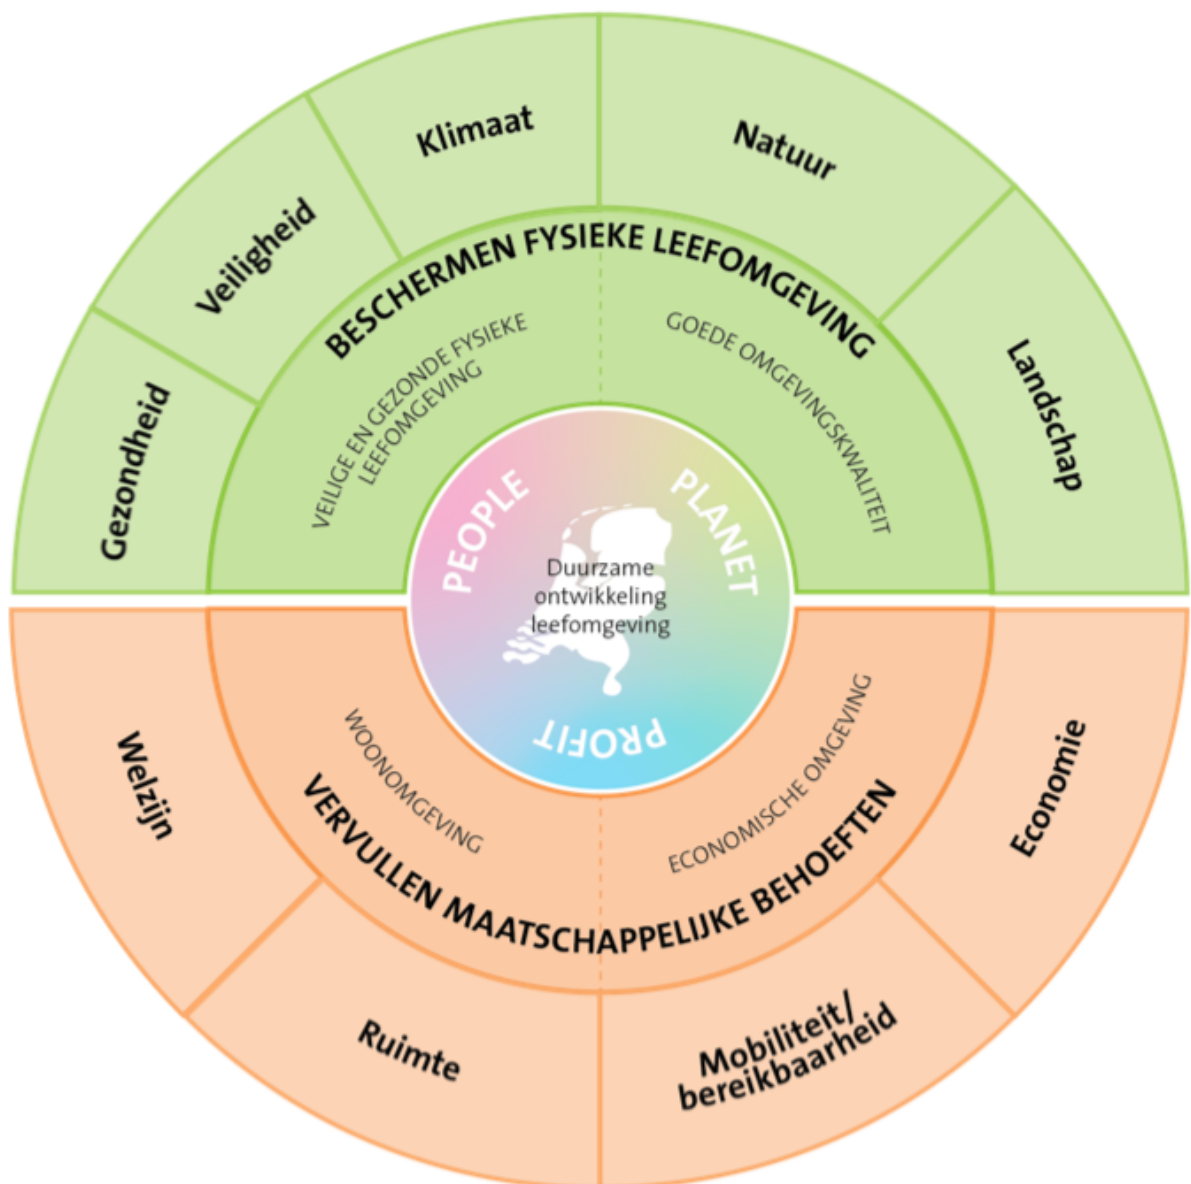 Klimaat
Natuur
Veiligheid
Landschap
Gezondheid
BESCHERMEN FYSIEKE LEEFOMGEVING
VEILIGE EN GEZONDE FYSIEKE
LEEFOMGEVING
GOEDE OMGEVINGSKWALITEIT
PEOPLE
PLANET
Duurzame
ontwikkeling
leefomgeving
PROFIT
WOONOMGEVING
ECONOMISCHE OMGEVING
VERVULLEN MAATSCHAPPELIJKE BEHOEFTEN
Welzijn
Economie
Ruimte
Mobiliteit/
bereikbaarheid